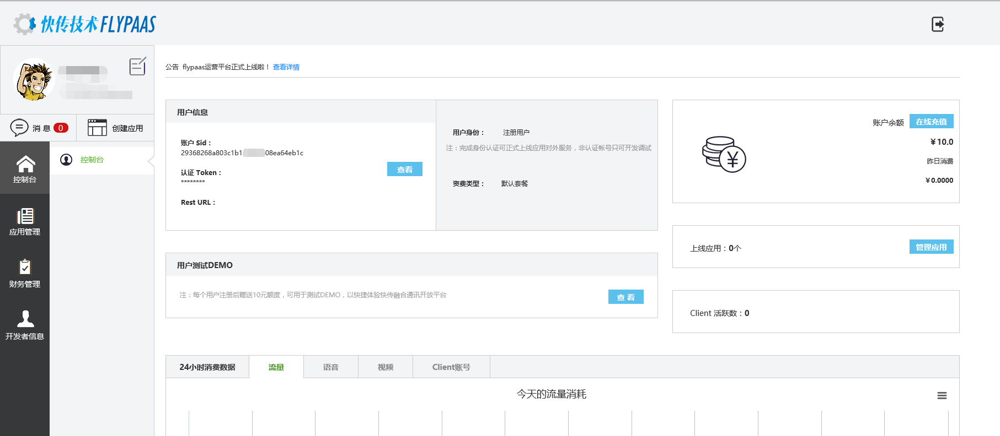 快传技术FLYPAAS
公告 flypaas运营平台正式上线啦！ 查看详情
消 息 0
创建应用
控制台
控制台
应用管理
财务管理
开发者信息
用户信息
账户 Sid：
29368268a803c1b1 08ea64eb1c
认证 Token：
********
查看
Rest URL：
用户身份： 注册用户
注：完成身份认证可正式上线应用对外服务，非认证帐号只可开发调试
资费类型： 默认套餐
账户余额 在线充值
￥10.0
昨日消费
￥0.0000
上线应用：0个 管理应用
Client 活跃数：0
用户测试DEMO
注：每个用户注册后赠送10元额度，可用于测试DEMO，以快捷体验快传融合通讯开放平台
查 看
24小时消费数据 流量 语音 视频 Client账号
今天的流量消耗